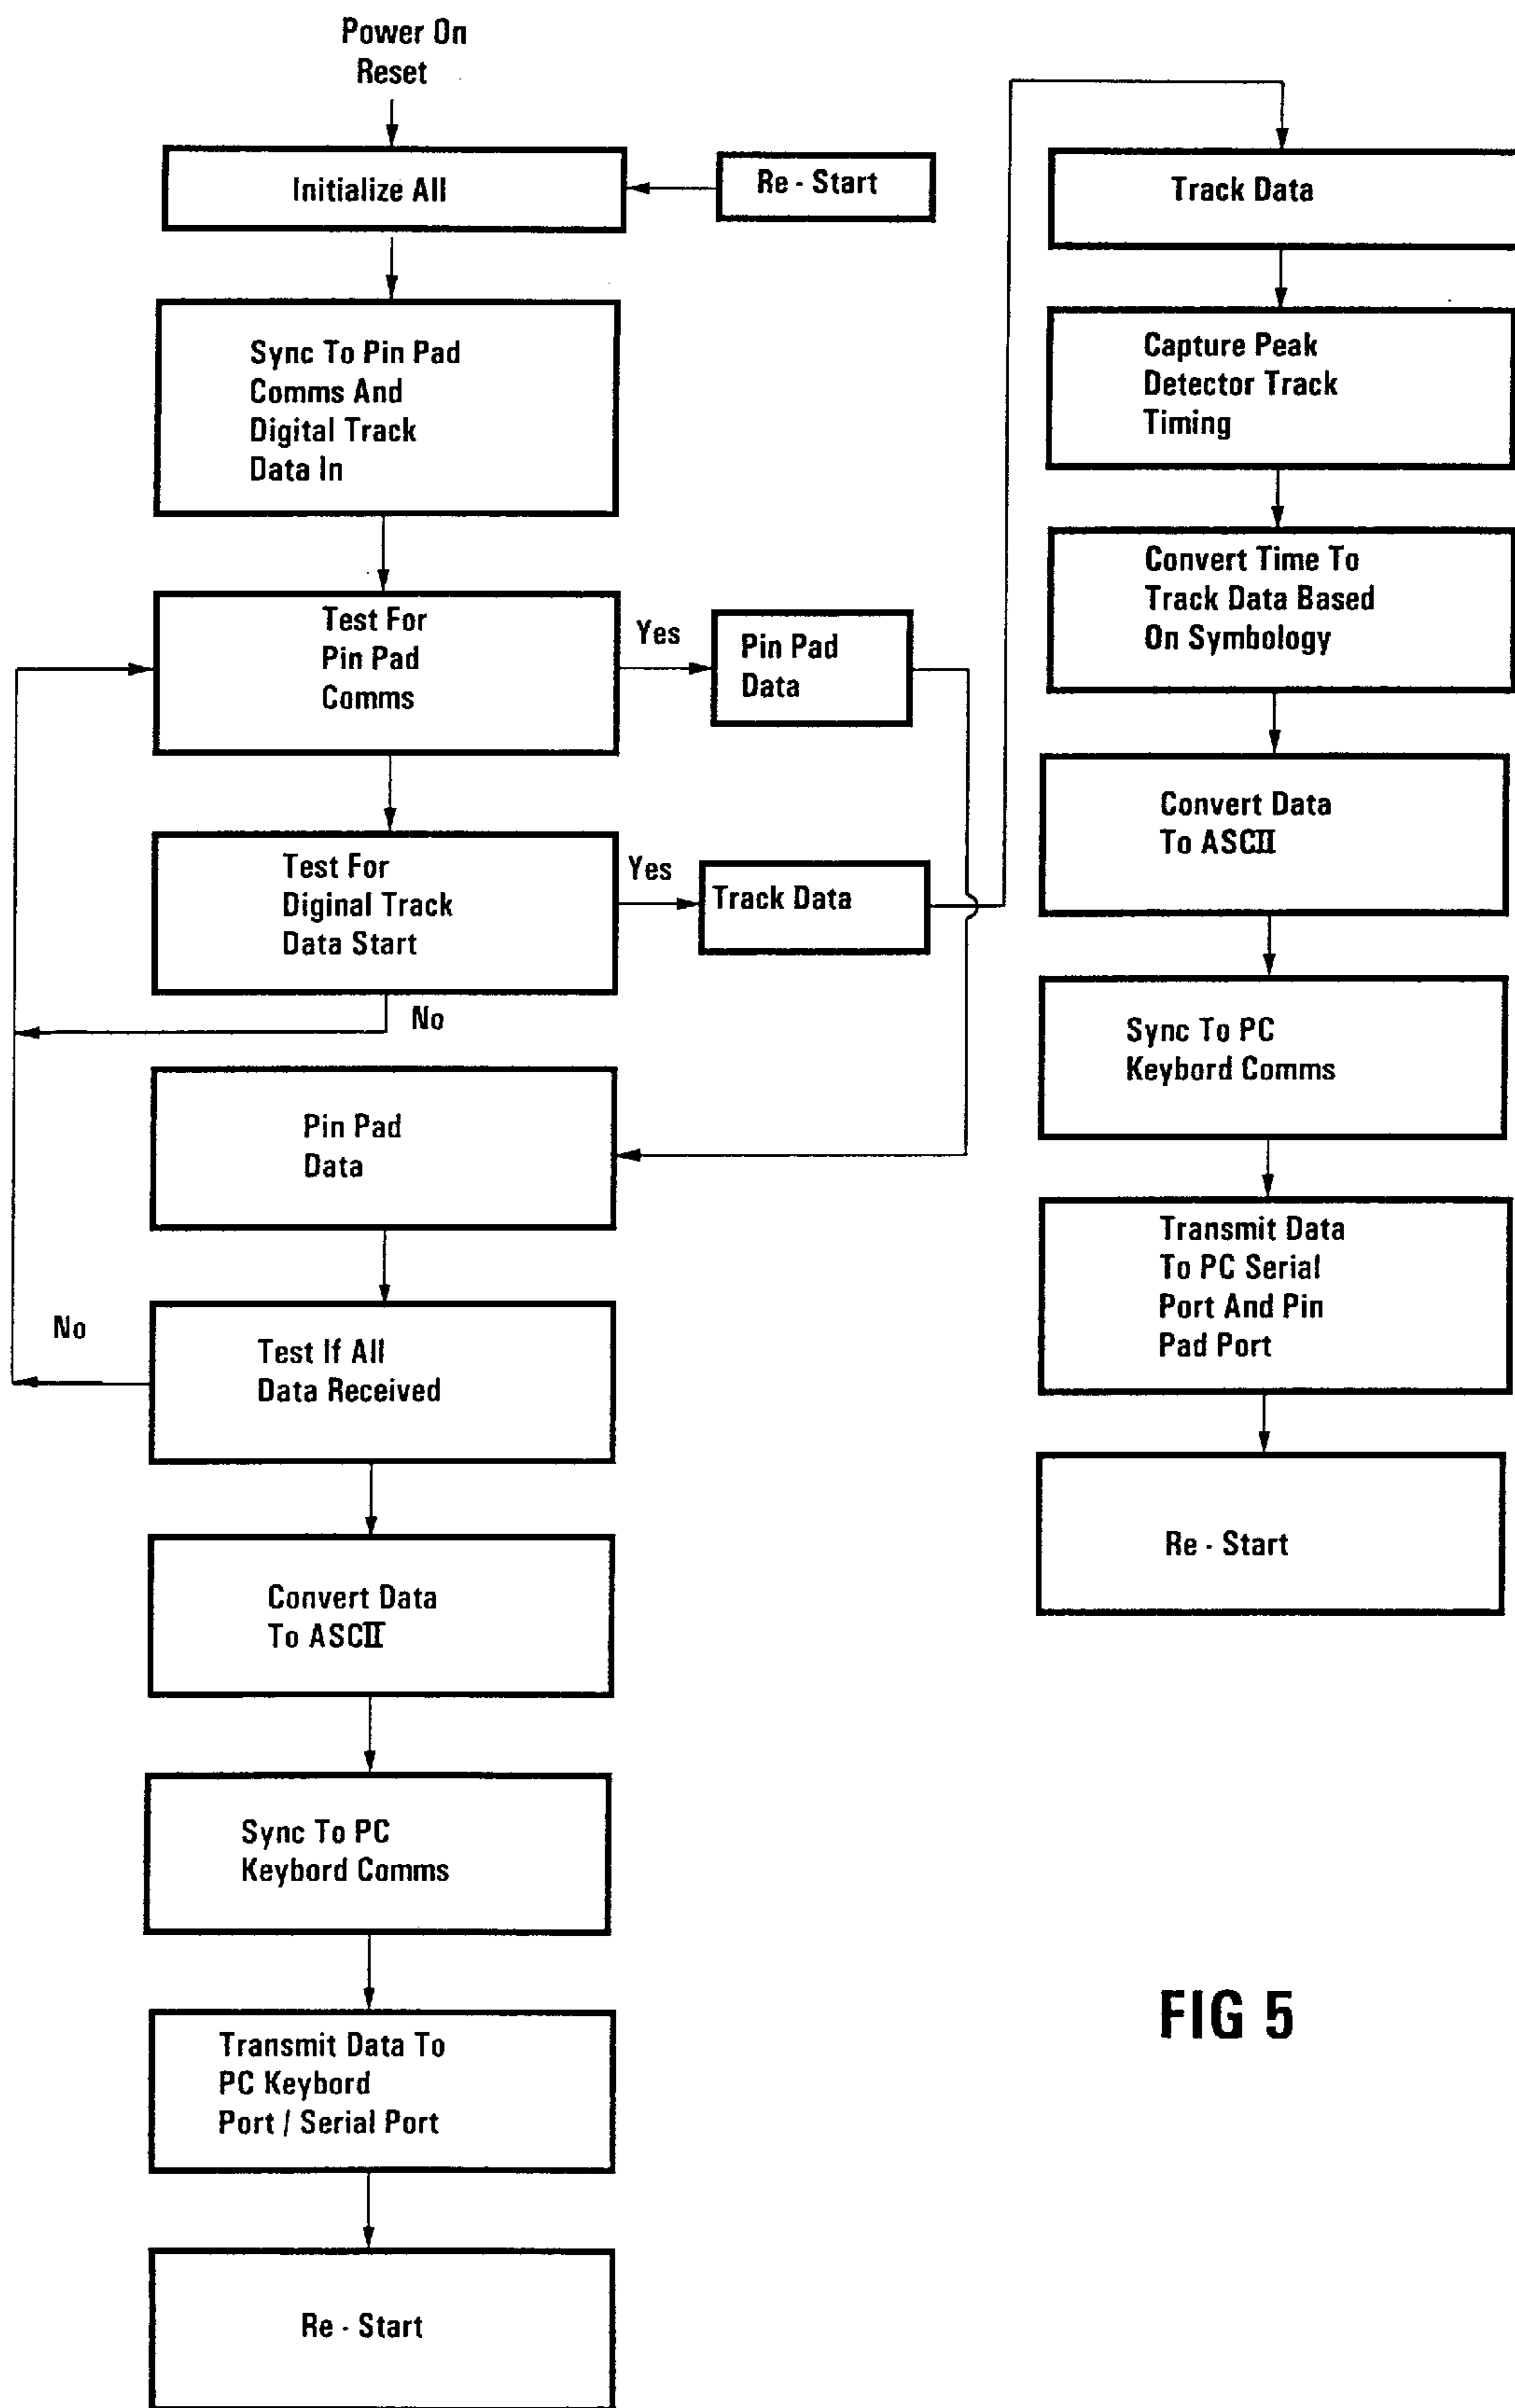 Power On
Reset
Initialize All
Re - Start
Sync To Pin Pad
Comms And
Digital Track
Data In
Test For
Pin Pad
Comms
Yes
Pin Pad
Data
Test For
Diginal Track
Data Start
Yes
Track Data
No
Pin Pad
Data
No
Test If All
Data Received
Convert Data
To ASCII
Sync To PC
Keybord Comms
Transmit Data To
PC Keybord
Port / Serial Port
Re - Start
Track Data
Capture Peak
Detector Track
Timing
Convert Time To
Track Data Based
On Symbology
Convert Data
To ASCII
Sync To PC
Keybord Comms
Transmit Data
To PC Serial
Port And Pin
Pad Port
Re - Start
FIG 5